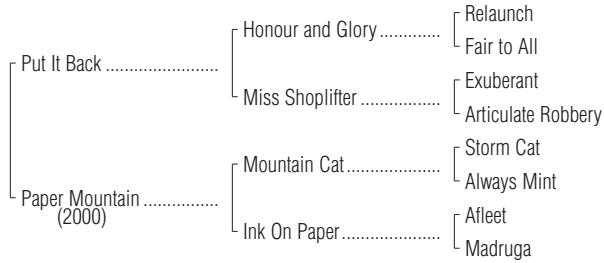 Relaunch
Honour and Glory .............
Fair to All
Put It Back .......................
Exuberant
Miss Shoplifter .................
Articulate Robbery
Storm Cat
Mountain Cat....................
Always Mint
Paper Mountain ................
(2000)
Afleet
Ink On Paper.....................
Madruga